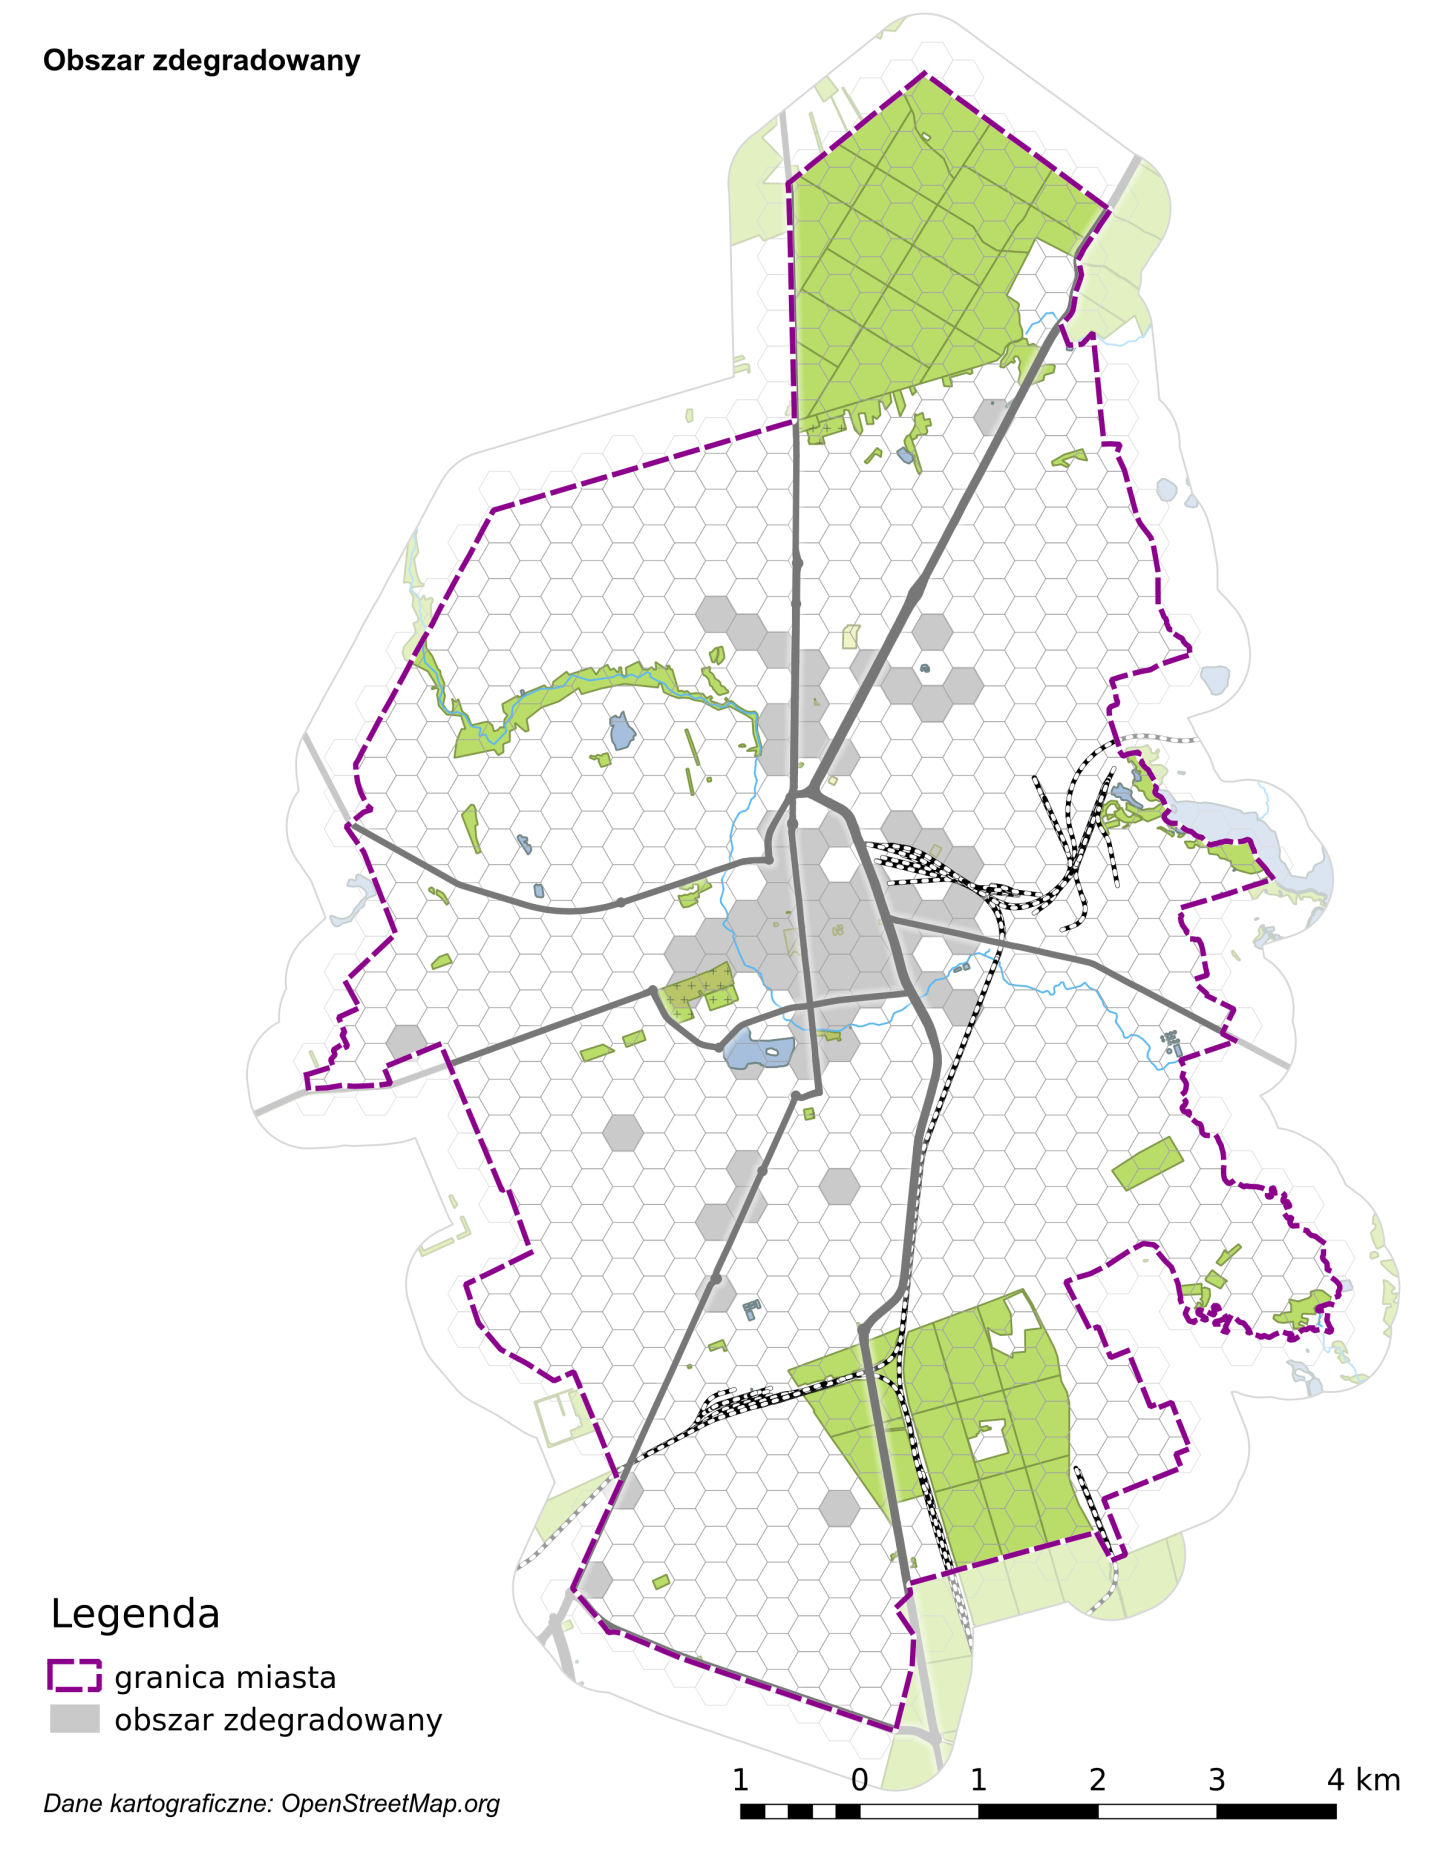 Obszar zdegradowany
Legenda
granica miasta
obszar zdegradowany
Dane kartograficzne: OpenStreetMap.org
1 0 1 2 3 4 km